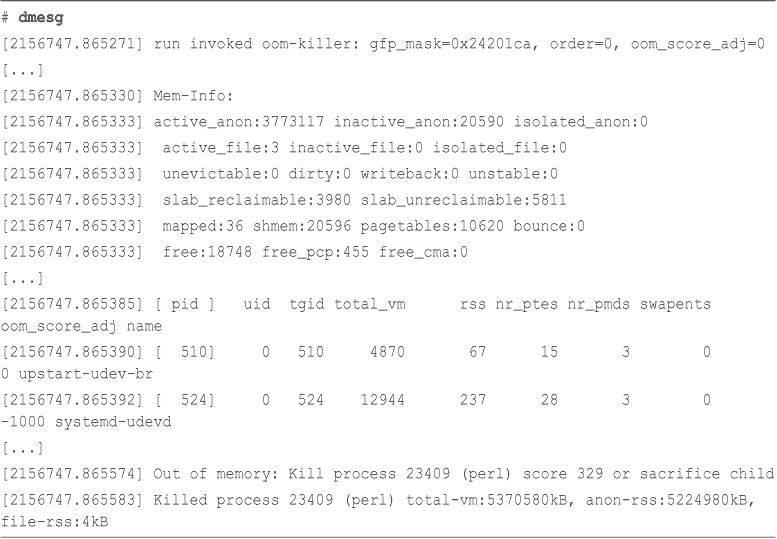 # dmesg
[2156747.865271] run invoked oom-killer: gfp_mask=0x24201ca, order=0, oom_score_adj=0
[...]
[2156747.865330] Mem-Info:
[2156747.865333] active_anon:3773117 inactive_anon:20590 isolated_anon:0
[2156747.865333]  active_file:3 inactive_file:0 isolated_file:0
[2156747.865333]  unevictable:0 dirty:0 writeback:0 unstable:0
[2156747.865333]  slab_reclaimable:3980 slab_unreclaimable:5811
[2156747.865333]  mapped:36 shmem:20596 pagetables:10620 bounce:0
[2156747.865333]  free:18748 free_pcp:455 free_cma:0
[...]
[2156747.865385] [ pid ]   uid  tgid total_vm      rss nr_ptes nr_pmds swapents
oom_score_adj name
[2156747.865390] [  510]     0   510     4870       67      15       3        0
0 upstart-udev-br
[2156747.865392] [  524]     0   524    12944      237      28       3        0
-1000 systemd-udevd
[...]
[2156747.865574] Out of memory: Kill process 23409 (perl) score 329 or sacrifice child
[2156747.865583] Killed process 23409 (perl) total-vm:5370580kB, anon-rss:5224980kB,
file-rss:4kB